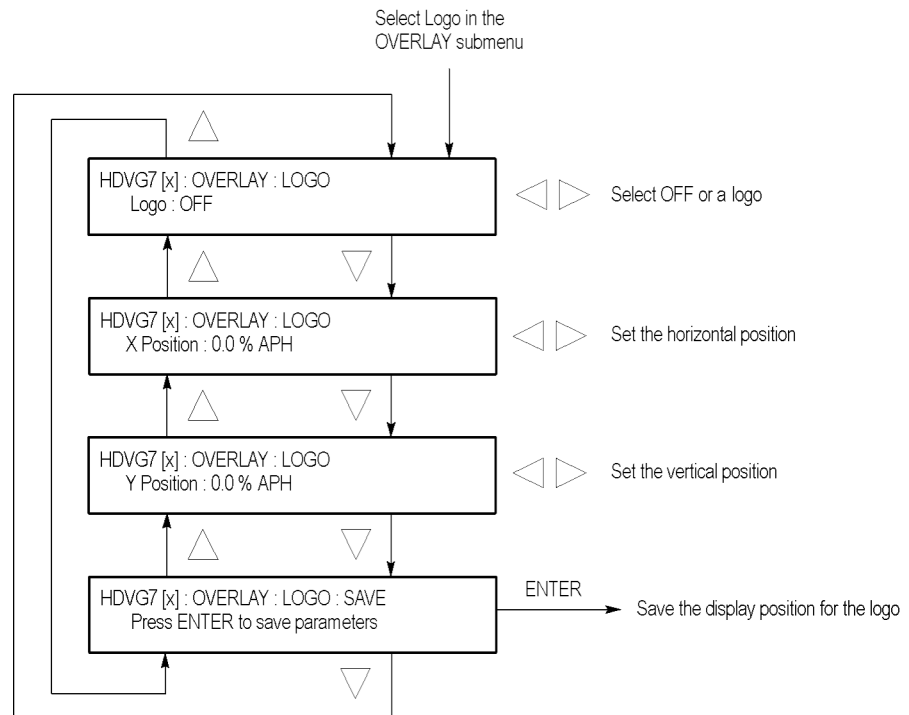 Select Logo in the
OVERLAY submenu
HDVG7 [x] : OVERLAY : LOGO
Logo : OFF
Select OFF or a logo
HDVG7 [x] : OVERLAY : LOGO
X Position : 0.0 % APH
Set the horizontal position
HDVG7 [x] : OVERLAY : LOGO
Y Position : 0.0 % APH
Set the vertical position
HDVG7 [x] : OVERLAY : LOGO : SAVE
Press ENTER to save parameters
ENTER
Save the display position for the logo